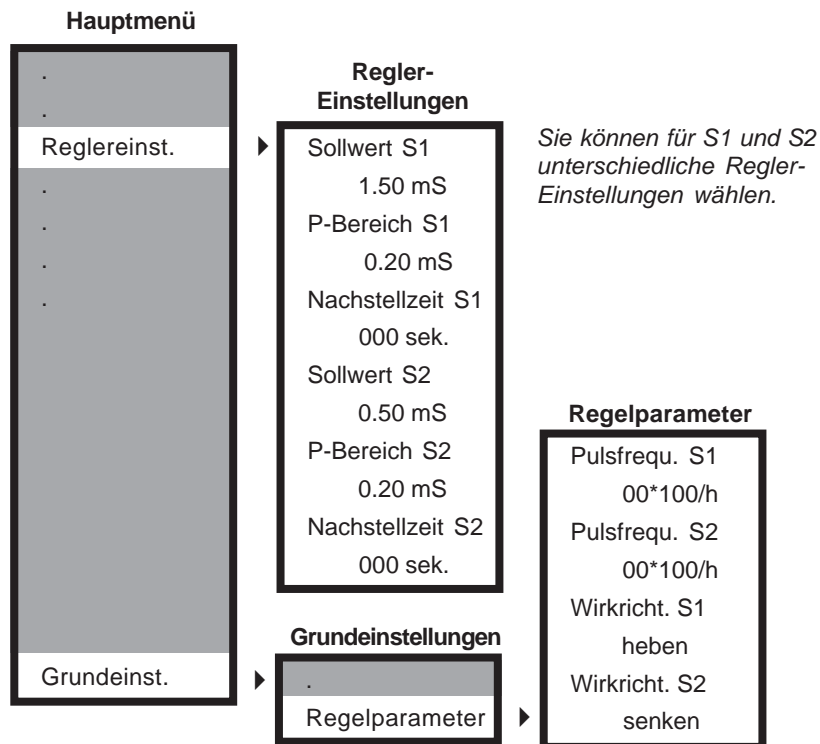 Hauptmenü
.
.
Reglereinst.
.
.
.
.
Grundeinst.
Regler-
Einstellungen
Sollwert S1
1.50 mS
P-Bereich S1
0.20 mS
Nachstellzeit S1
000 sek.
Sollwert S2
0.50 mS
P-Bereich S2
0.20 mS
Nachstellzeit S2
000 sek.
Sie können für S1 und S2
unterschiedliche Regler-
Einstellungen wählen.
Grundeinstellungen
.
Regelparameter
Regelparameter
Pulsfrequ. S1
00*100/h
Pulsfrequ. S2
00*100/h
Wirkricht. S1
heben
Wirkricht. S2
senken